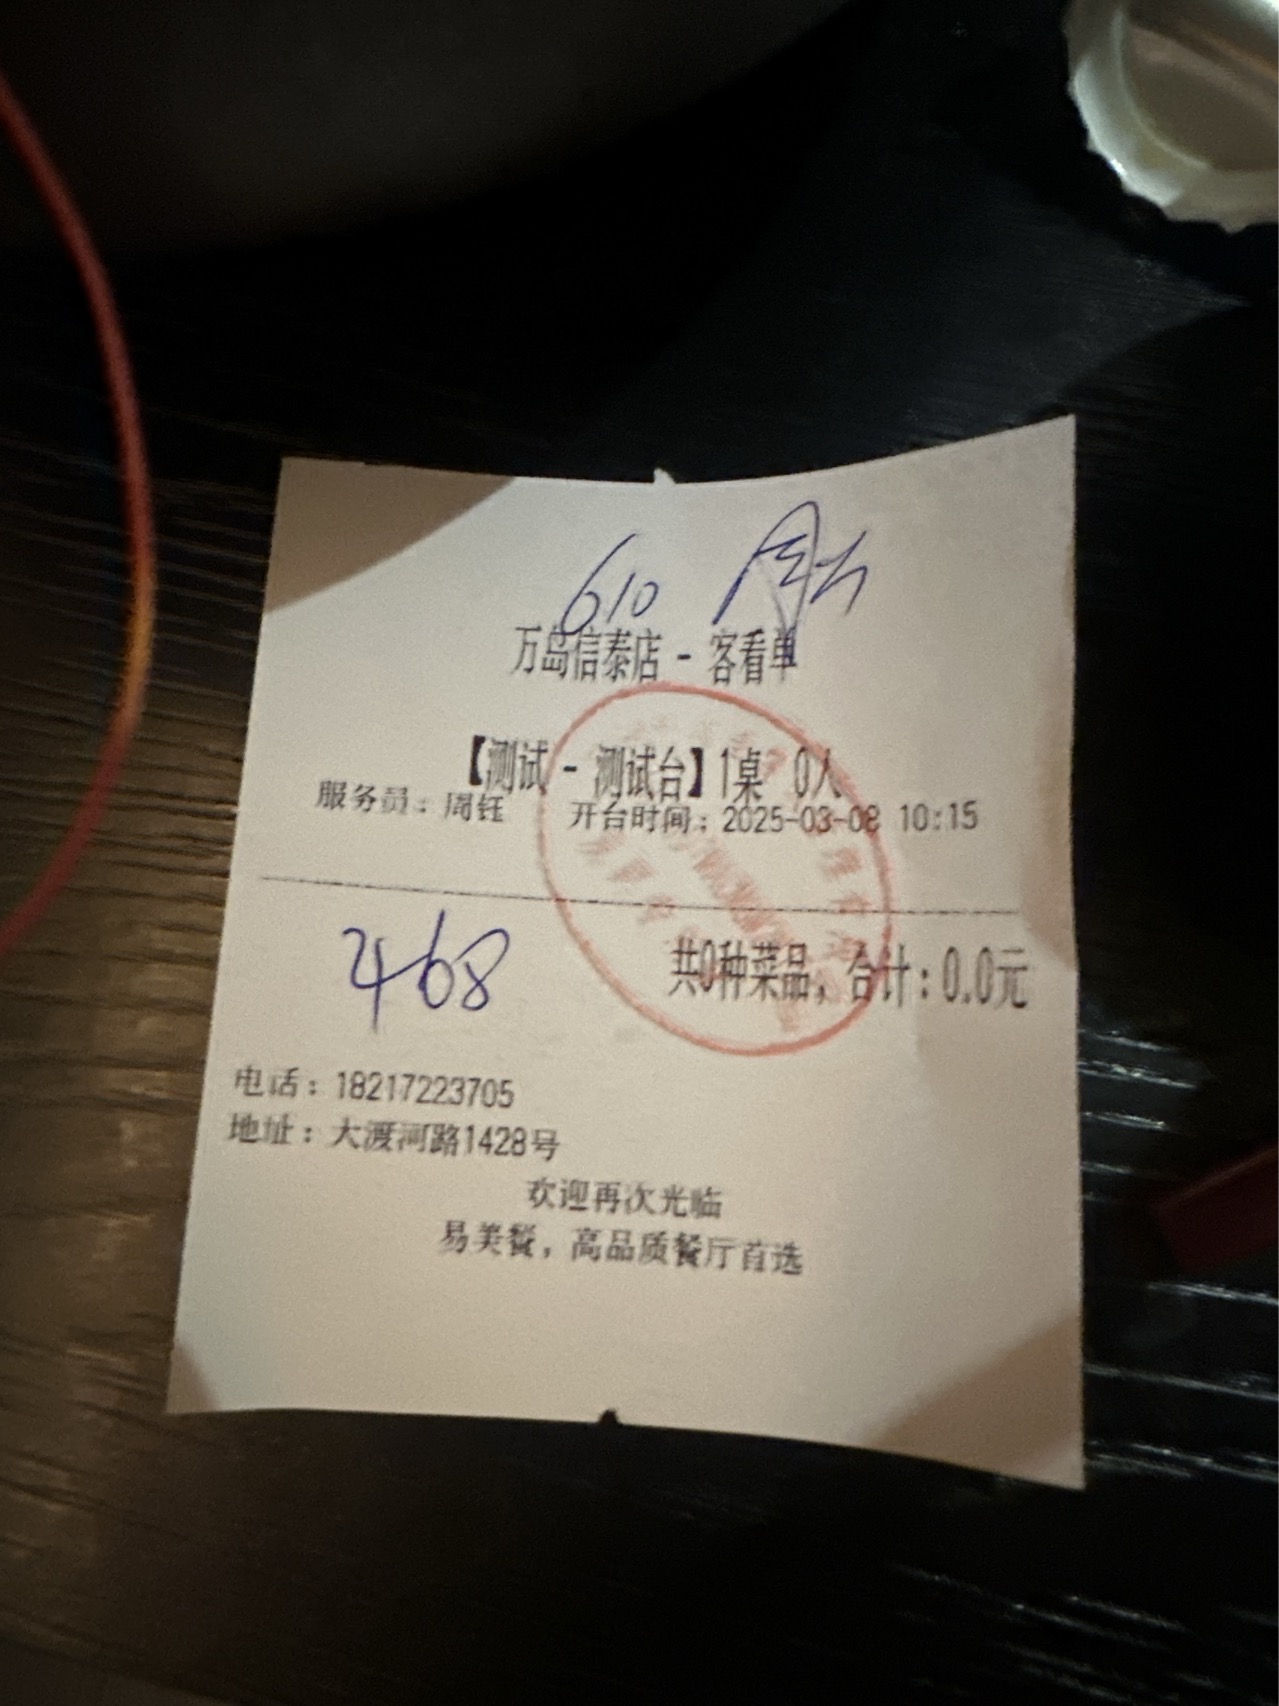 610
万岛信泰店 - 客看单
【测试 - 测试台】1桌 0人
服务员：周钰 开台时间：2025-03-08 10:15
468
共0种菜品，合计：0.0元
电话：18217223705
地址：大渡河路1428号
欢迎再次光临
易美餐，高品质餐厅首选